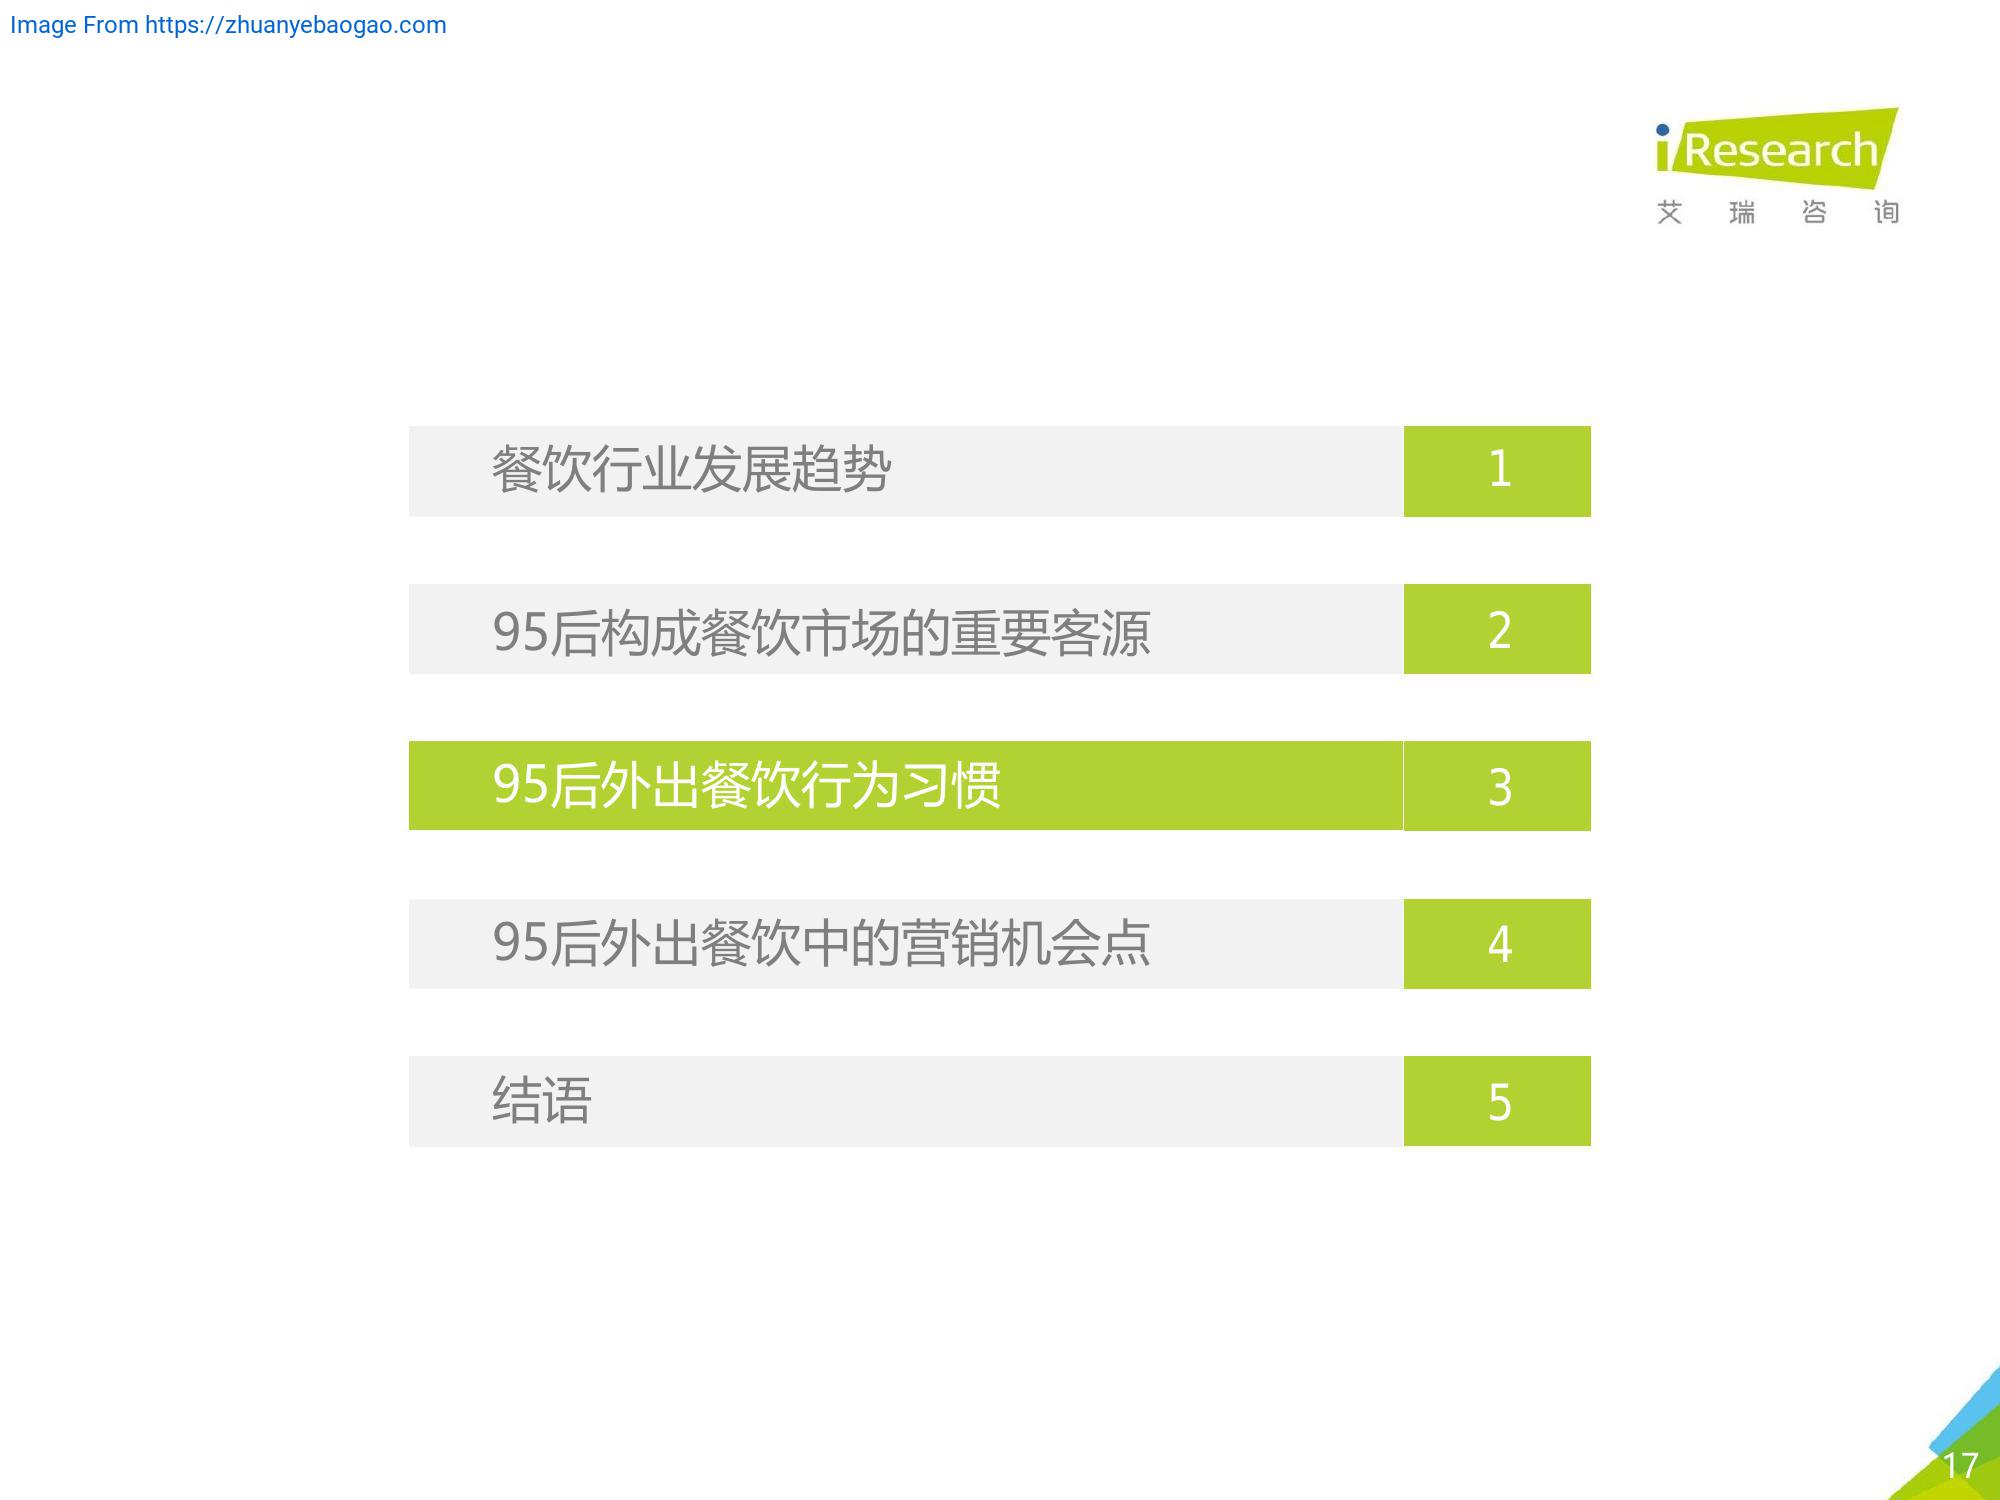 Image From https://zhuanyebaogao.com
iResearch
艾瑞咨询
餐饮行业发展趋势 1
95后构成餐饮市场的重要客源 2
95后外出餐饮行为习惯 3
95后外出餐饮中的营销机会点 4
结语 5
17